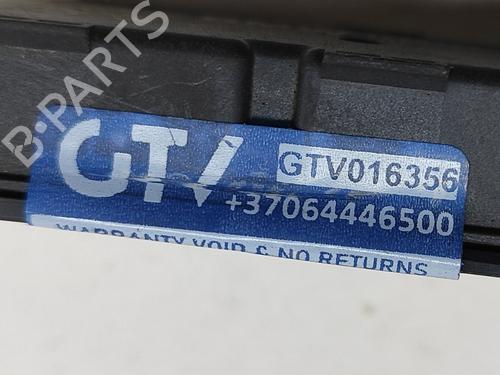 B-PARTS
GTV
GTV016356
+37064446500
WARRANTY VOID & NO RETURNS